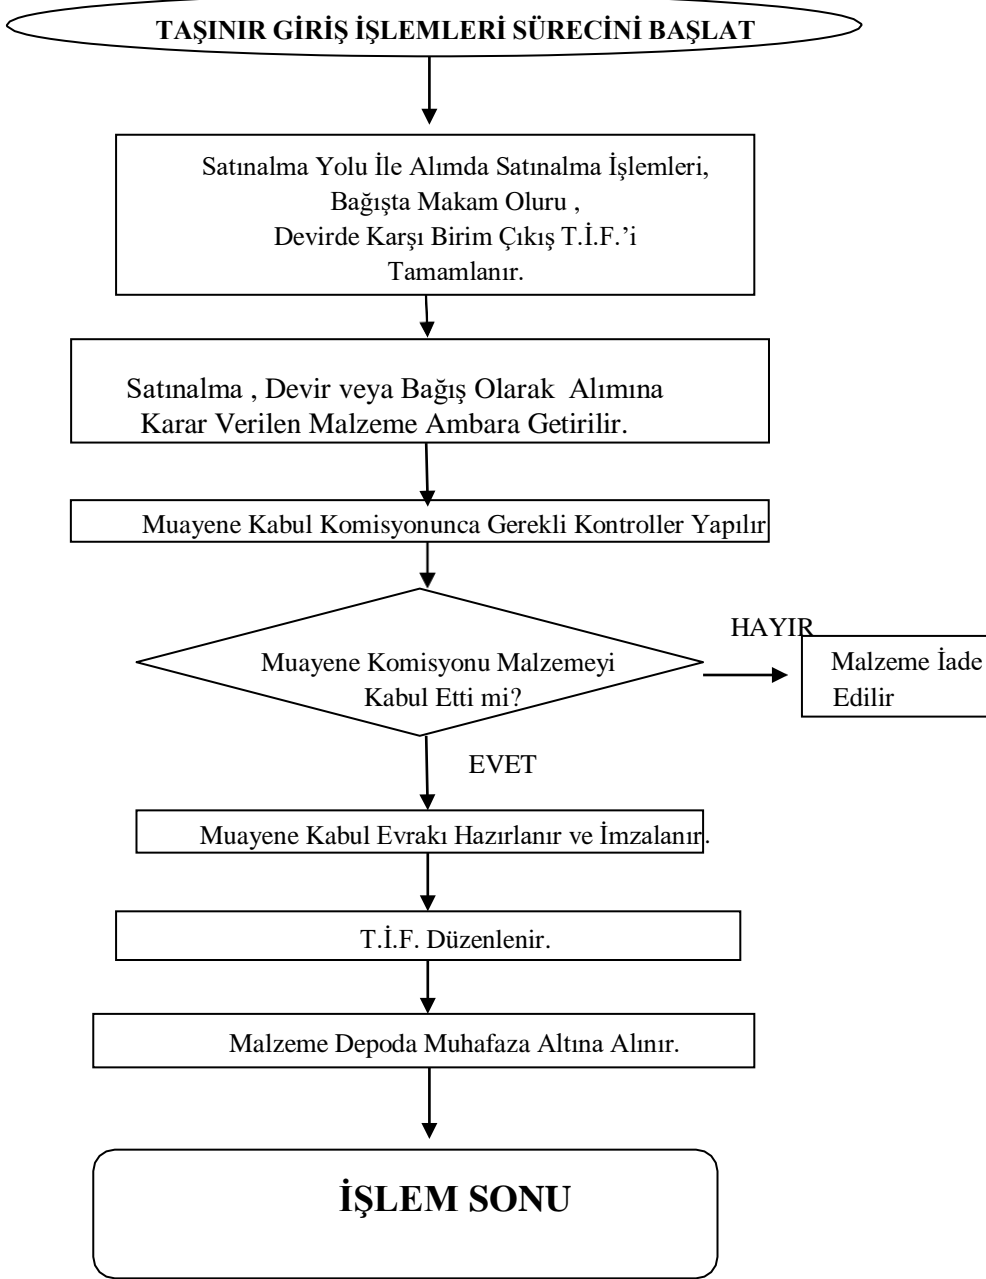 TAŞINIR GİRİŞ İŞLEMLERİ SÜRECİNİ BAŞLAT
Satınalma Yolu İle Alımda Satınalma İşlemleri,
Bağışta Makam Oluru ,
Devirde Karşı Birim Çıkış T.İ.F.’i
Tamamlanır.
Satınalma , Devir veya Bağış Olarak Alımına
Karar Verilen Malzeme Ambara Getirilir.
Muayene Kabul Komisyonunca Gerekli Kontroller Yapılır
Muayene Komisyonu Malzemeyi
Kabul Etti mi?
HAYIR
Malzeme İade
Edilir
EVET
Muayene Kabul Evrakı Hazırlanır ve İmzalanır.
T.İ.F. Düzenlenir.
Malzeme Depoda Muhafaza Altına Alınır.
İŞLEM SONU